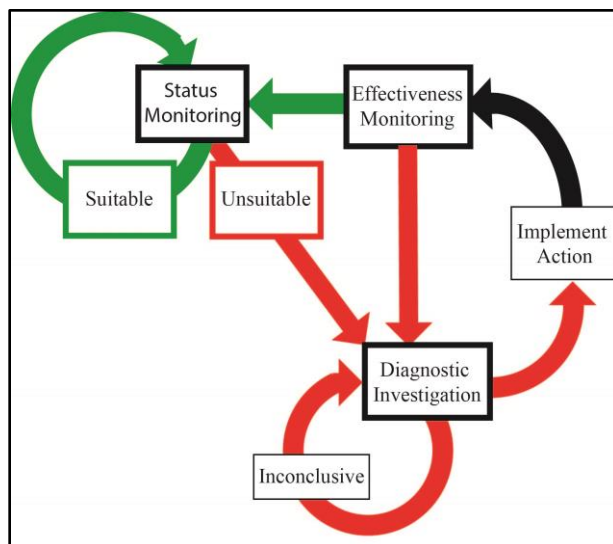 Status
Monitoring
Effectiveness
Monitoring
Suitable
Unsuitable
Implement
Action
Diagnostic
Investigation
Inconclusive